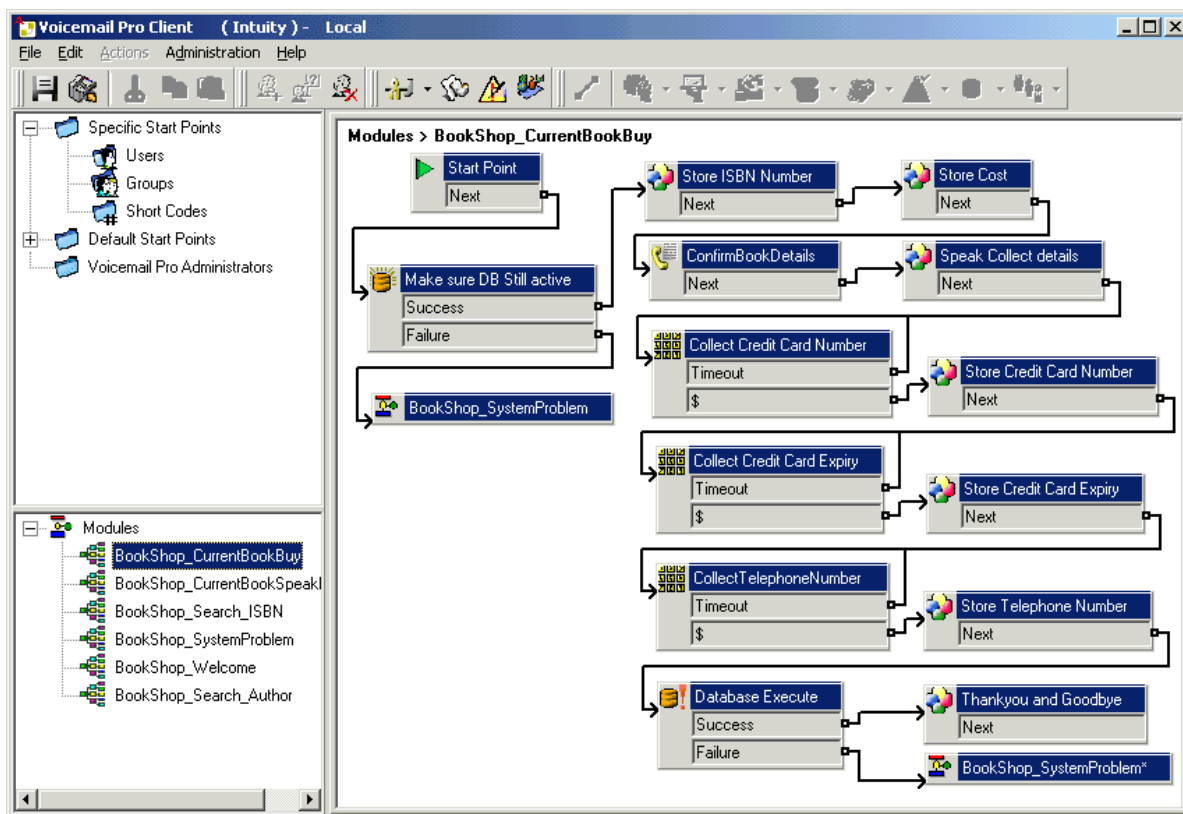 Voicemail Pro Client ( Intuity ) - Local
File Edit Actions Administration Help
Specific Start Points
Users
Groups
Short Codes
Default Start Points
Voicemail Pro Administrators
Modules
BookShop_CurrentBookBuy
BookShop_CurrentBookSpeakI
BookShop_Search_ISBN
BookShop_SystemProblem
BookShop_Welcome
BookShop_Search_Author
Modules > BookShop_CurrentBookBuy
Start Point
Next
Make sure DB Still active
Success
Failure
BookShop_SystemProblem
Store ISBN Number
Next
Store Cost
Next
ConfirmBookDetails
Next
Speak Collect details
Next
Collect Credit Card Number
Timeout
$
Store Credit Card Number
Next
Collect Credit Card Expiry
Timeout
$
Store Credit Card Expiry
Next
CollectTelephoneNumber
Timeout
$
Store Telephone Number
Next
Database Execute
Success
Failure
Thankyou and Goodbye
Next
BookShop_SystemProblem*